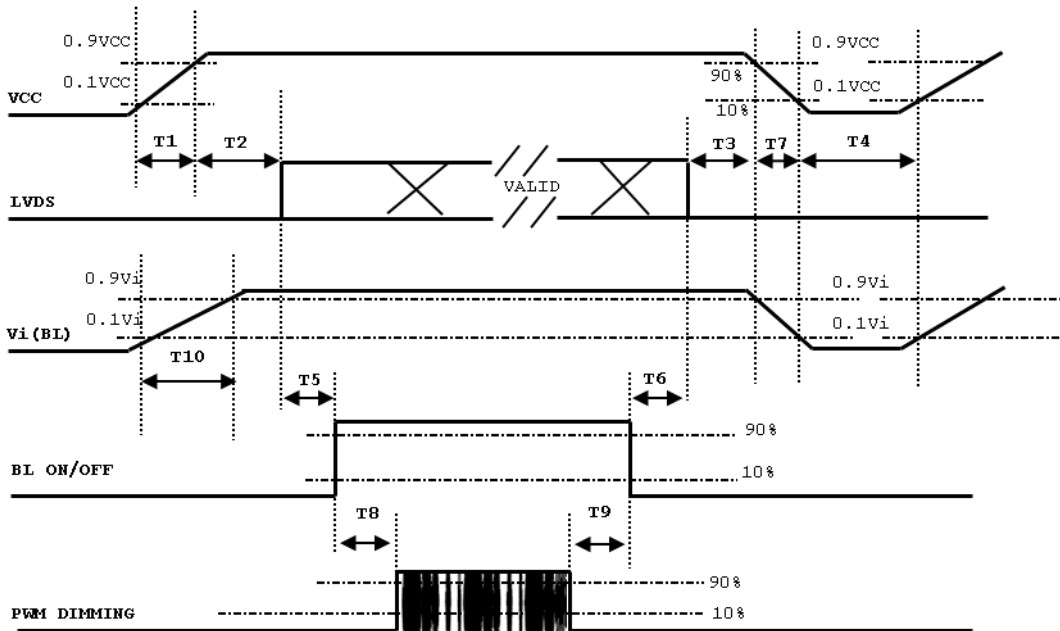 0.9VCC
0.9VCC
0.1VCC
90%
0.1VCC
VCC
10%
T1
T2
T3
T7
T4
VALID
LVDS
0.9Vi
0.9Vi
0.1Vi
0.1Vi
Vi(BL)
T10
T5
T6
90%
BL ON/OFF
10%
T8
T9
90%
PWM DIMMING
10%